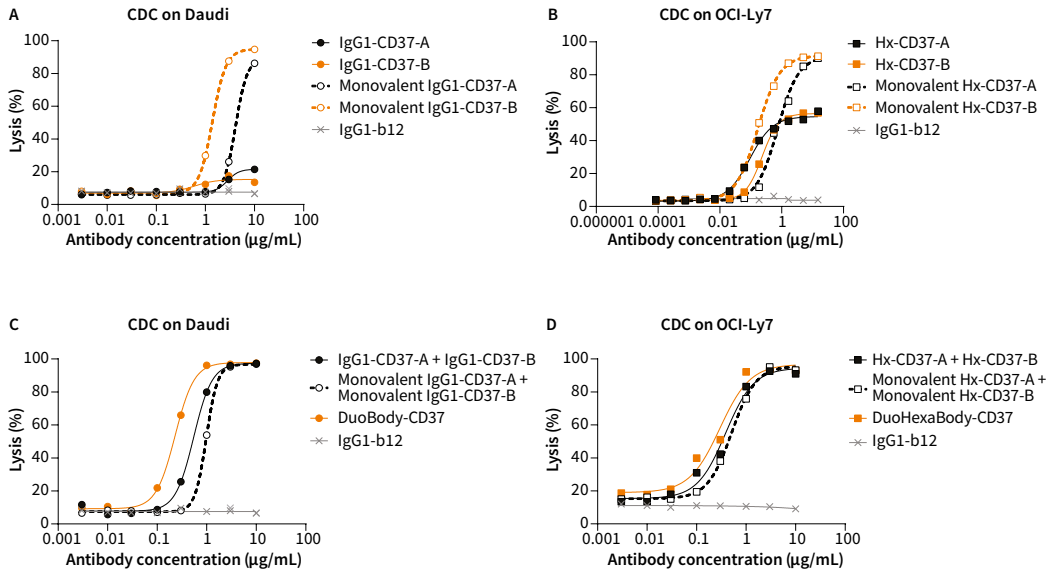 A
CDC on Daudi
Lysis (%)
100
80
60
40
20
0
0.001
0.01
0.1
1
10
100
Antibody concentration (µg/mL)
IgG1-CD37-A
IgG1-CD37-B
Monovalent IgG1-CD37-A
Monovalent IgG1-CD37-B
IgG1-b12
B
CDC on OCI-Ly7
Lysis (%)
100
80
60
40
20
0
0.000001
0.0001
0.01
1
100
Antibody concentration (µg/mL)
Hx-CD37-A
Hx-CD37-B
Monovalent Hx-CD37-A
Monovalent Hx-CD37-B
IgG1-b12
C
CDC on Daudi
Lysis (%)
100
80
60
40
20
0
0.001
0.01
0.1
1
10
100
Antibody concentration (µg/mL)
IgG1-CD37-A + IgG1-CD37-B
Monovalent IgG1-CD37-A +
Monovalent IgG1-CD37-B
DuoBody-CD37
IgG1-b12
D
CDC on OCI-Ly7
Lysis (%)
100
80
60
40
20
0
0.001
0.01
0.1
1
10
100
Antibody concentration (µg/mL)
Hx-CD37-A + Hx-CD37-B
Monovalent Hx-CD37-A +
Monovalent Hx-CD37-B
DuoHexaBody-CD37
IgG1-b12